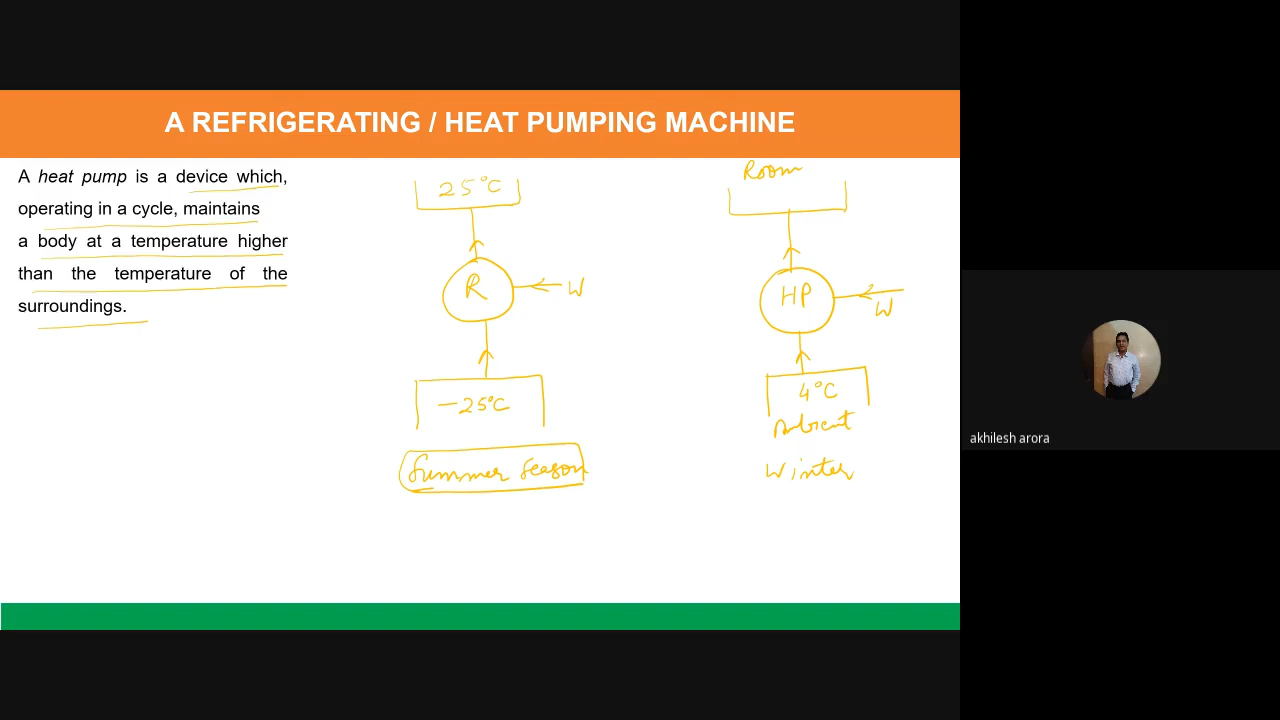 A REFRIGERATING / HEAT PUMPING MACHINE
A heat pump is a device which,
operating in a cycle, maintains
a body at a temperature higher
than the temperature of the
surroundings.
25°C
R
W
-25°C
Summer Season
Room
HP
W
4°C
Ambient
Winter
akhilesh arora